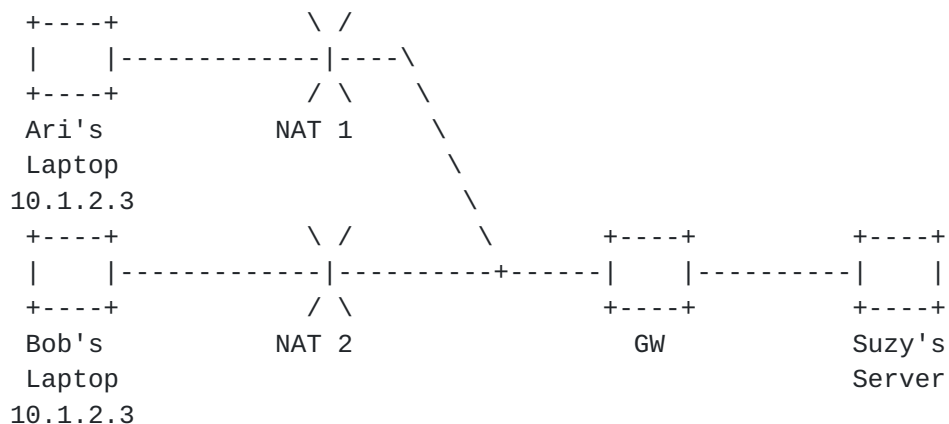 +----+            \ /
|    |-------------|----\
+----+            / \    \
Ari's           NAT 1     \
Laptop                     \
10.1.2.3                    \
+----+            \ /        \       +----+          +----+
|    |-------------|----------+------|    |----------|    |
+----+            / \                +----+          +----+
Bob's           NAT 2                  GW            Suzy's
Laptop                                               Server
10.1.2.3